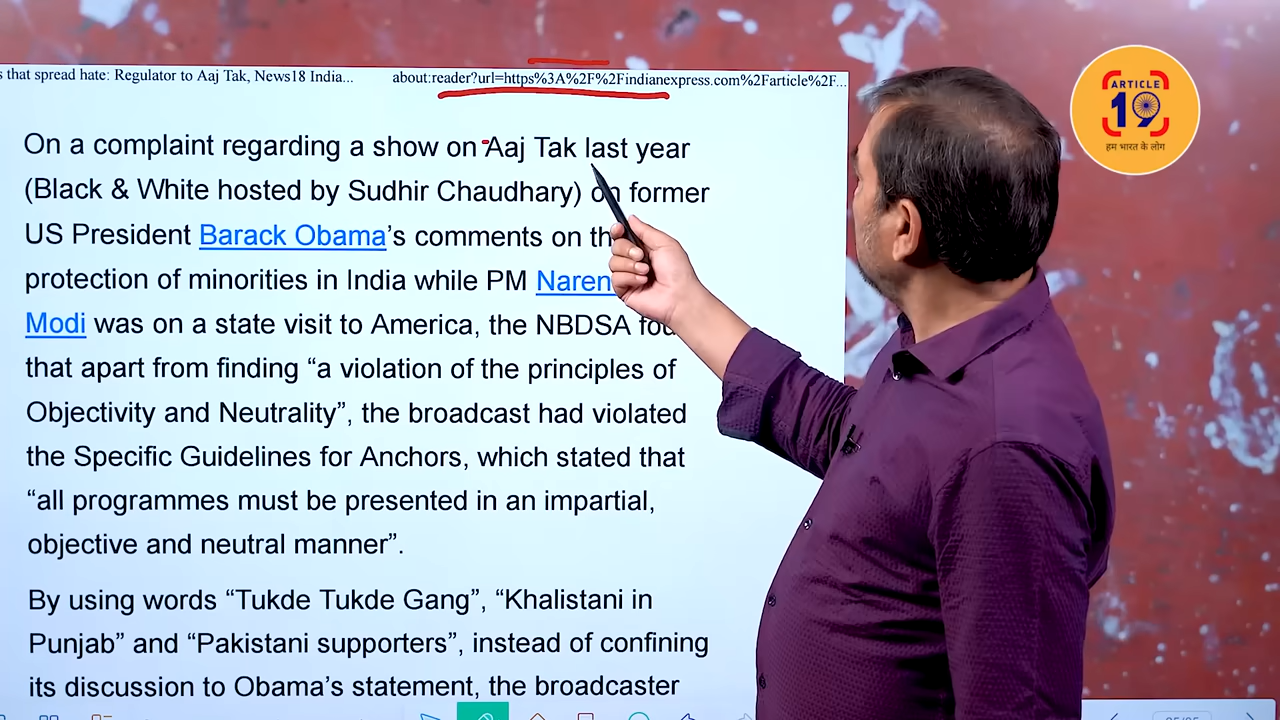 s that spread hate: Regulator to Aaj Tak, News18 India...
about:reader?url=https%3A%2F%2Findianexpress.com%2Farticle%2F...
ARTICLE
19
हम भारत के लोग
On a complaint regarding a show on Aaj Tak last year
(Black & White hosted by Sudhir Chaudhary) on former
US President Barack Obama’s comments on th
protection of minorities in India while PM Naren
Modi was on a state visit to America, the NBDSA fou
that apart from finding “a violation of the principles of
Objectivity and Neutrality”, the broadcast had violated
the Specific Guidelines for Anchors, which stated that
“all programmes must be presented in an impartial,
objective and neutral manner”.
By using words “Tukde Tukde Gang”, “Khalistani in
Punjab” and “Pakistani supporters”, instead of confining
its discussion to Obama’s statement, the broadcaster